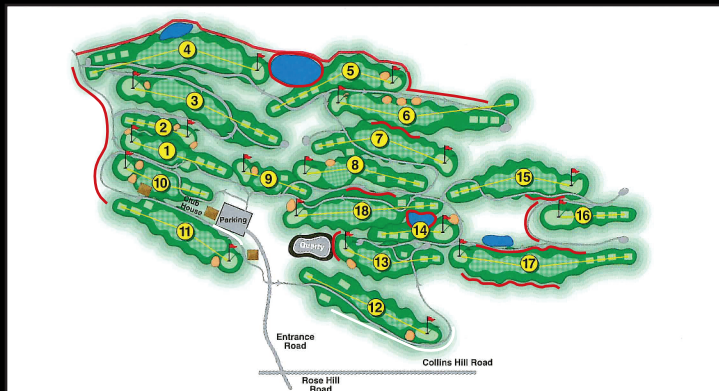 4
5
3
6
2
7
1
8
9
15
10
Club
House
Parking
18
16
11
14
Quarry
13
17
12
Entrance
Road
Collins Hill Road
Rose Hill
Road